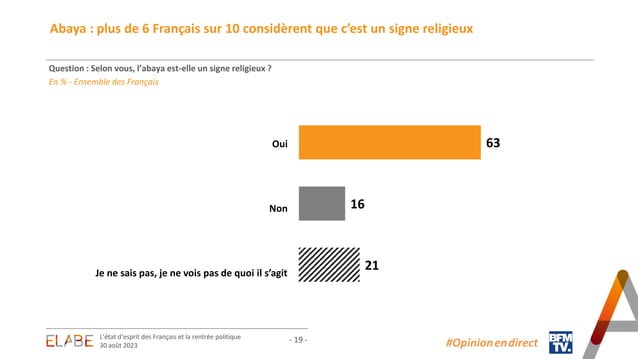 Abaya : plus de 6 Français sur 10 considèrent que c’est un signe religieux
Question : Selon vous, l’abaya est-elle un signe religieux ?
En % - Ensemble des Français
Oui
63
Non
16
Je ne sais pas, je ne vois pas de quoi il s’agit
21
ELABE
L’état d’esprit des Français et la rentrée politique
30 août 2023
- 19 -
#Opinion en direct
BFM
TV.